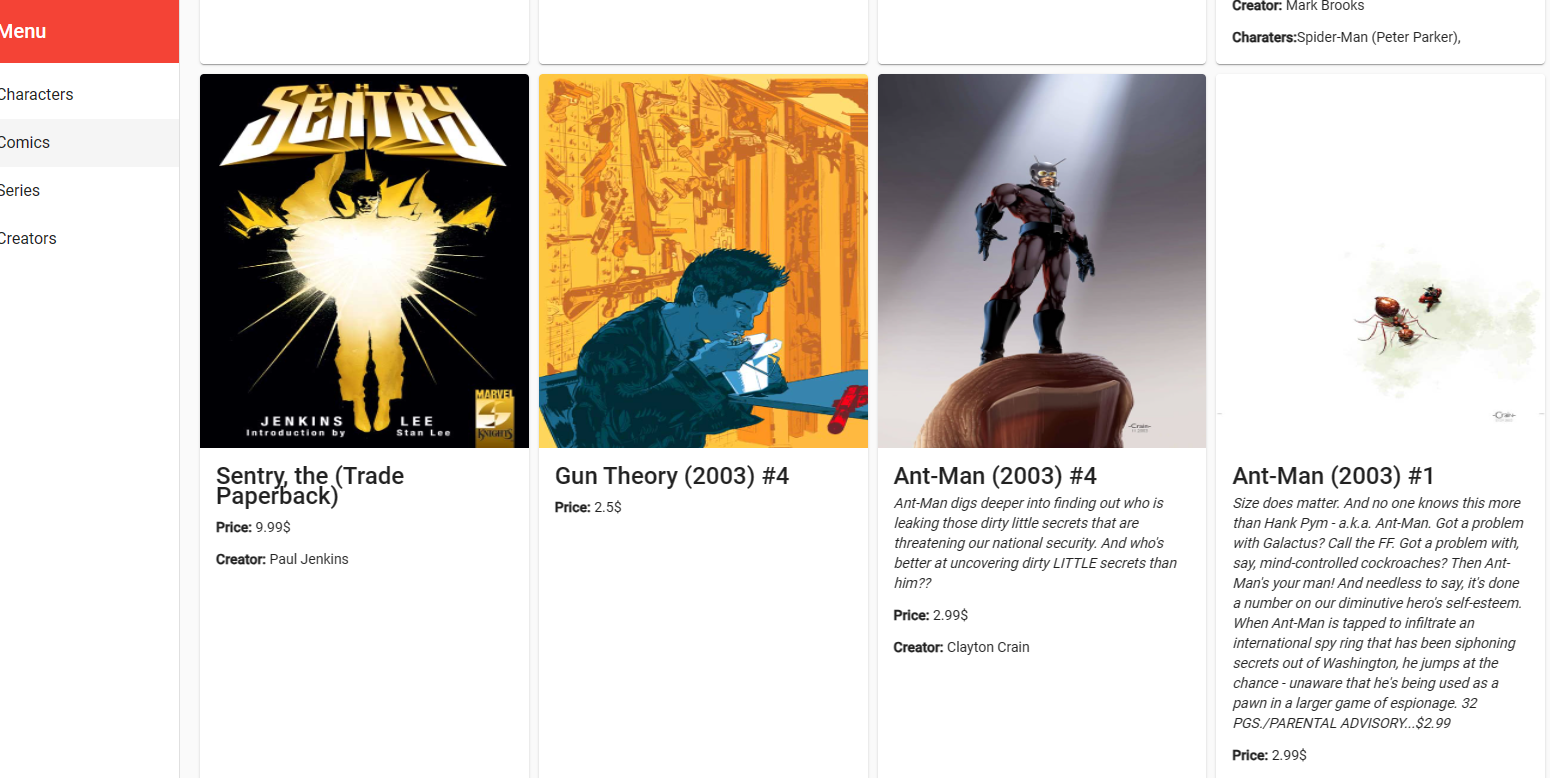 Menu
Characters
Comics
Series
Creators
Creator: Mark Brooks
Charaters:Spider-Man (Peter Parker),
THE
SENTRY
JENKINS LEE
Introduction by Stan Lee
MARVEL
KNIGHTS
Sentry, the (Trade
Paperback)
Price: 9.99$
Creator: Paul Jenkins
Gun Theory (2003) #4
Price: 2.5$
-Crain-
Ant-Man (2003) #4
Ant-Man digs deeper into finding out who is
leaking those dirty little secrets that are
threatening our national security. And who's
better at uncovering dirty LITTLE secrets than
him??
Price: 2.99$
Creator: Clayton Crain
-Crain-
Ant-Man (2003) #1
Size does matter. And no one knows this more
than Hank Pym - a.k.a. Ant-Man. Got a problem
with Galactus? Call the FF. Got a problem with,
say, mind-controlled cockroaches? Then Ant-
Man's your man! And needless to say, it's done
a number on our diminutive hero's self-esteem.
When Ant-Man is tapped to infiltrate an
international spy ring that has been siphoning
secrets out of Washington, he jumps at the
chance - unaware that he's being used as a
pawn in a larger game of espionage. 32
PGS./PARENTAL ADVISORY...$2.99
Price: 2.99$